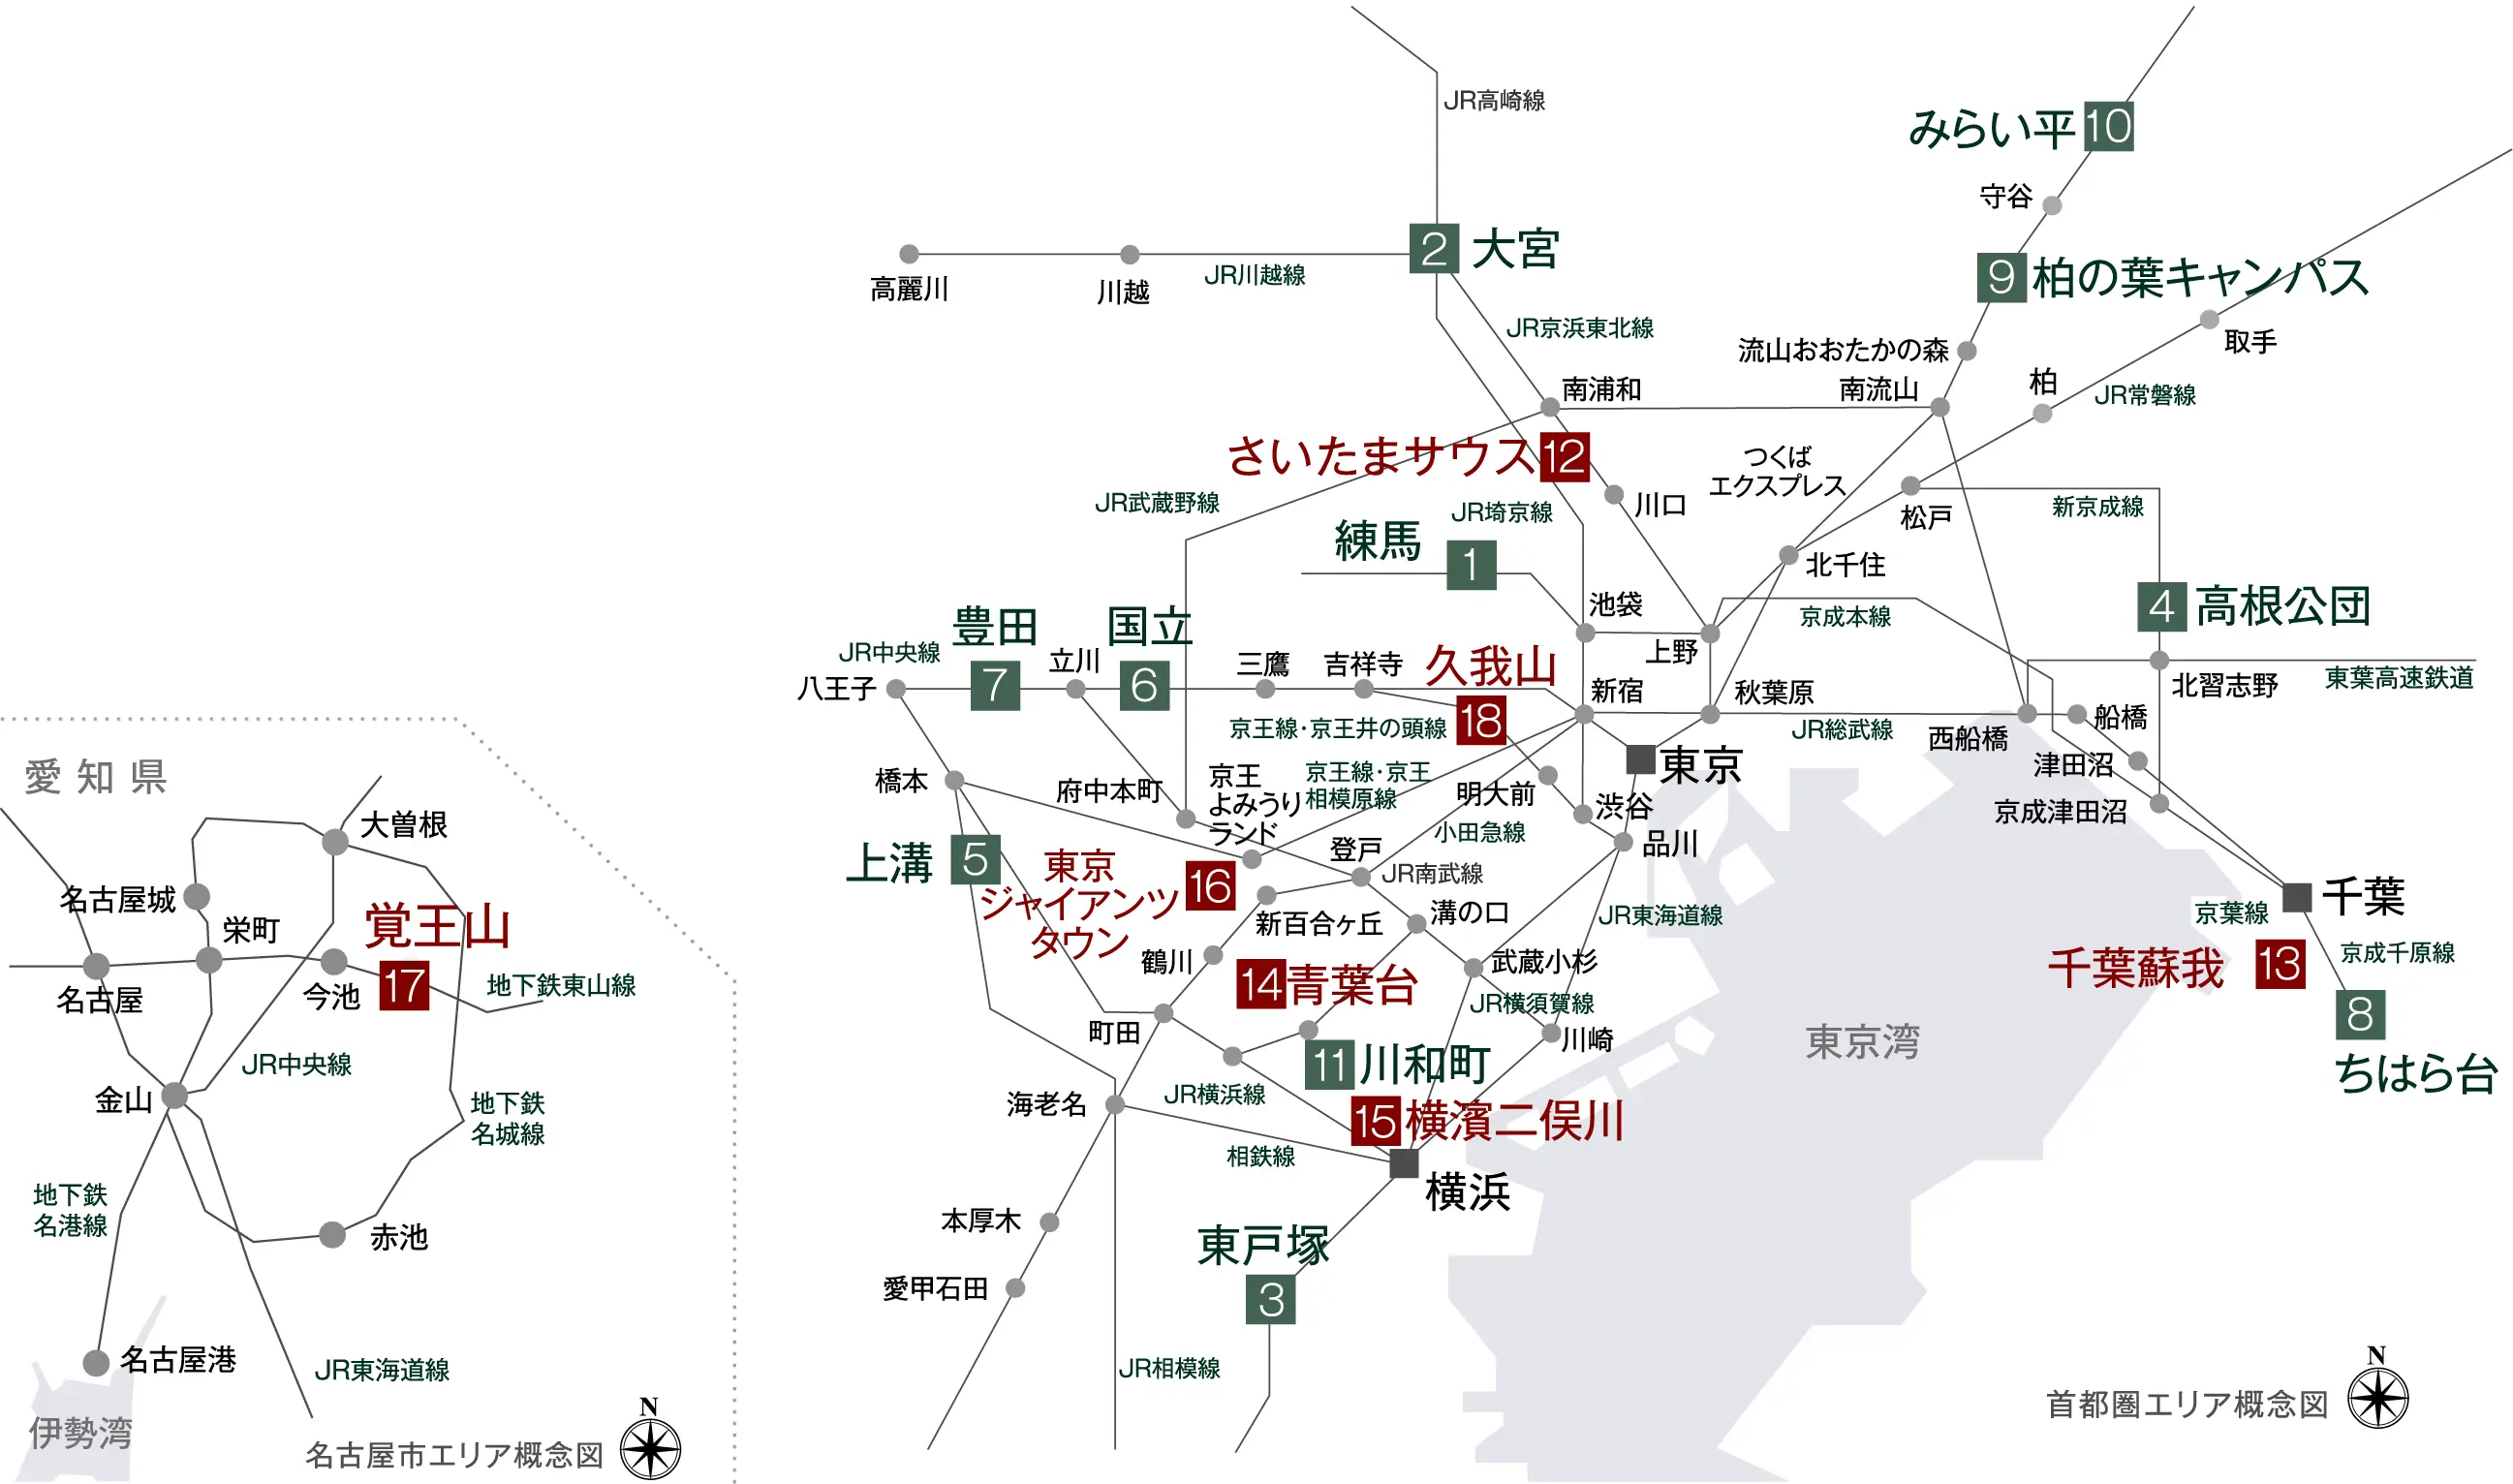 JR高崎線
みらい平 10
守谷
2 大宮
9 柏の葉キャンパス
高麗川
川越
JR川越線
JR京浜東北線
取手
流山おおたかの森
南浦和
南流山
柏
JR常磐線
さいたまサウス 12
つくば
エクスプレス
JR武蔵野線
JR埼京線
川口
松戸
新京成線
練馬 1
北千住
池袋
京成本線
4 高根公団
豊田
7
国立
6
JR中央線
立川
三鷹
吉祥寺
久我山
18
上野
八王子
新宿
秋葉原
北習志野
東葉高速鉄道
京王線・京王井の頭線
JR総武線
西船橋
船橋
東京
津田沼
橋本
府中本町
京王
よみうり
ランド
京王線・京王
相模原線
明大前
渋谷
京成津田沼
小田急線
品川
上溝 5
東京
ジャイアンツ
タウン
16
登戸
JR南武線
千葉
新百合ヶ丘
溝の口
JR東海道線
京葉線
京成千原線
鶴川
武蔵小杉
千葉蘇我 13
14 青葉台
JR横須賀線
8
ちはら台
町田
川崎
東京湾
11 川和町
JR横浜線
海老名
15 横濱二俣川
相鉄線
横浜
本厚木
東戸塚
3
愛甲石田
JR相模線
N
首都圏エリア概念図
愛知県
大曽根
名古屋城
栄町
覚王山
17
名古屋
今池
地下鉄東山線
JR中央線
金山
地下鉄
名城線
地下鉄
名港線
赤池
名古屋港
JR東海道線
伊勢湾
N
名古屋市エリア概念図